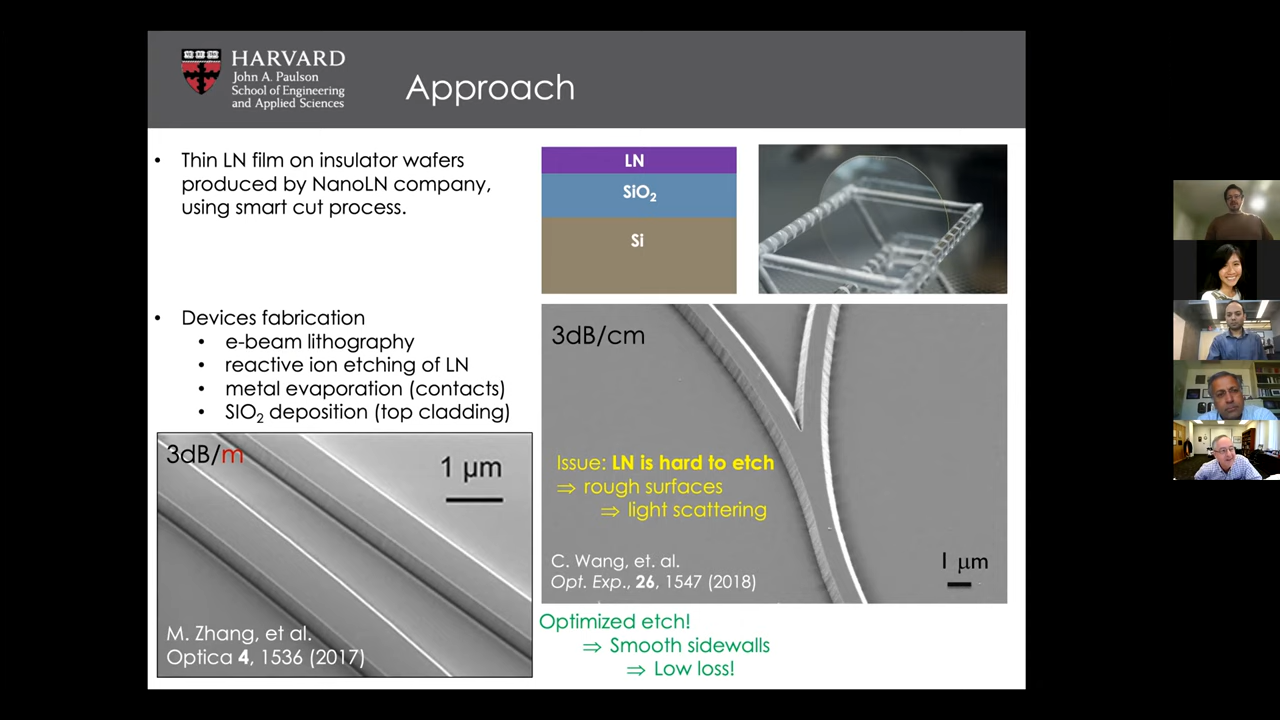 HARVARD
John A. Paulson
School of Engineering
and Applied Sciences
Approach
• Thin LN film on insulator wafers
produced by NanoLN company,
using smart cut process.
LN
SiO₂
Si
• Devices fabrication
• e-beam lithography
• reactive ion etching of LN
• metal evaporation (contacts)
• SIO₂ deposition (top cladding)
3dB/m
1 μm
M. Zhang, et al.
Optica 4, 1536 (2017)
3dB/cm
Issue: LN is hard to etch
⇒ rough surfaces
⇒ light scattering
C. Wang, et. al.
Opt. Exp., 26, 1547 (2018)
1 μm
Optimized etch!
⇒ Smooth sidewalls
⇒ Low loss!